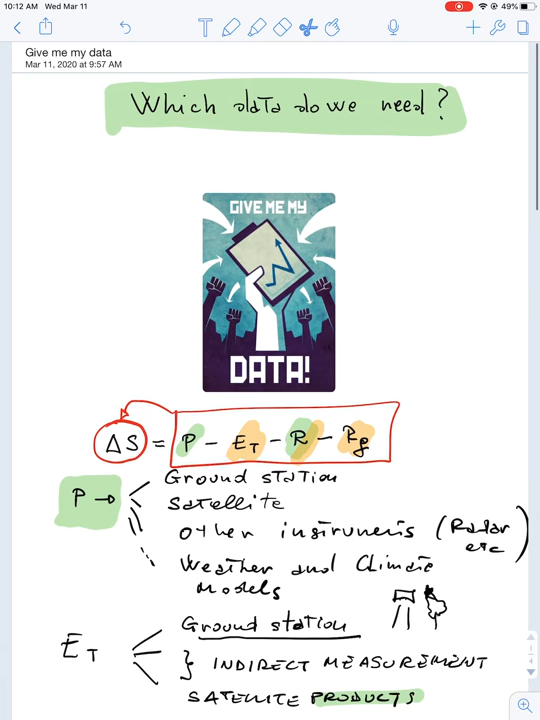 10:12 AM Wed Mar 11
49%
Give me my data
Mar 11, 2020 at 9:57 AM
Which data do we need?
GIVE ME MY
DATA!
ΔS = P - ET - R - Rg
P → Ground station
Satellite
other instruments (Radar etc)
Weather and Climate
models
ET Ground station
} INDIRECT MEASUREMENT
SATELLITE PRODUCTS
1
4